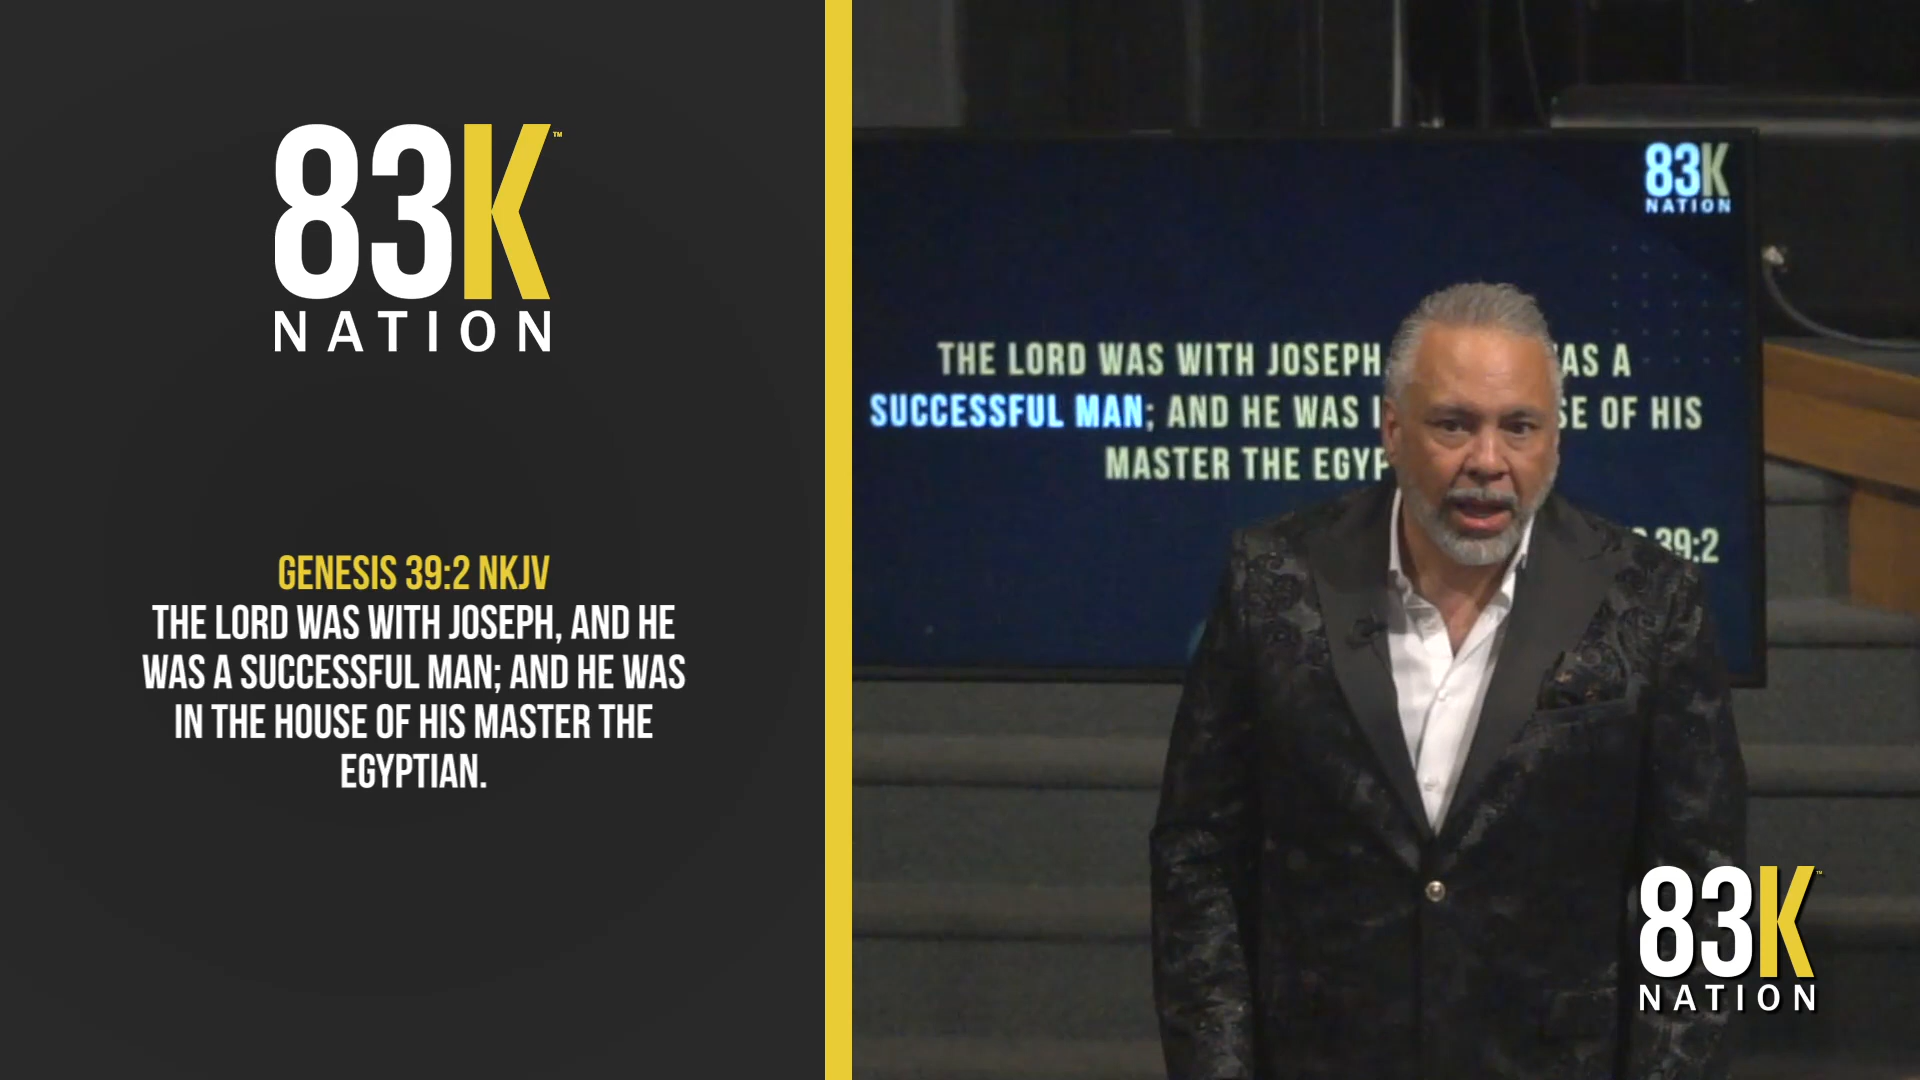 83K™
NATION
GENESIS 39:2 NKJV
THE LORD WAS WITH JOSEPH, AND HE
WAS A SUCCESSFUL MAN; AND HE WAS
IN THE HOUSE OF HIS MASTER THE
EGYPTIAN.
83K
NATION
THE LORD WAS WITH JOSEPH AS A
SUCCESSFUL MAN; AND HE WAS OF HIS
MASTER THE
39:2
83K™
NATION